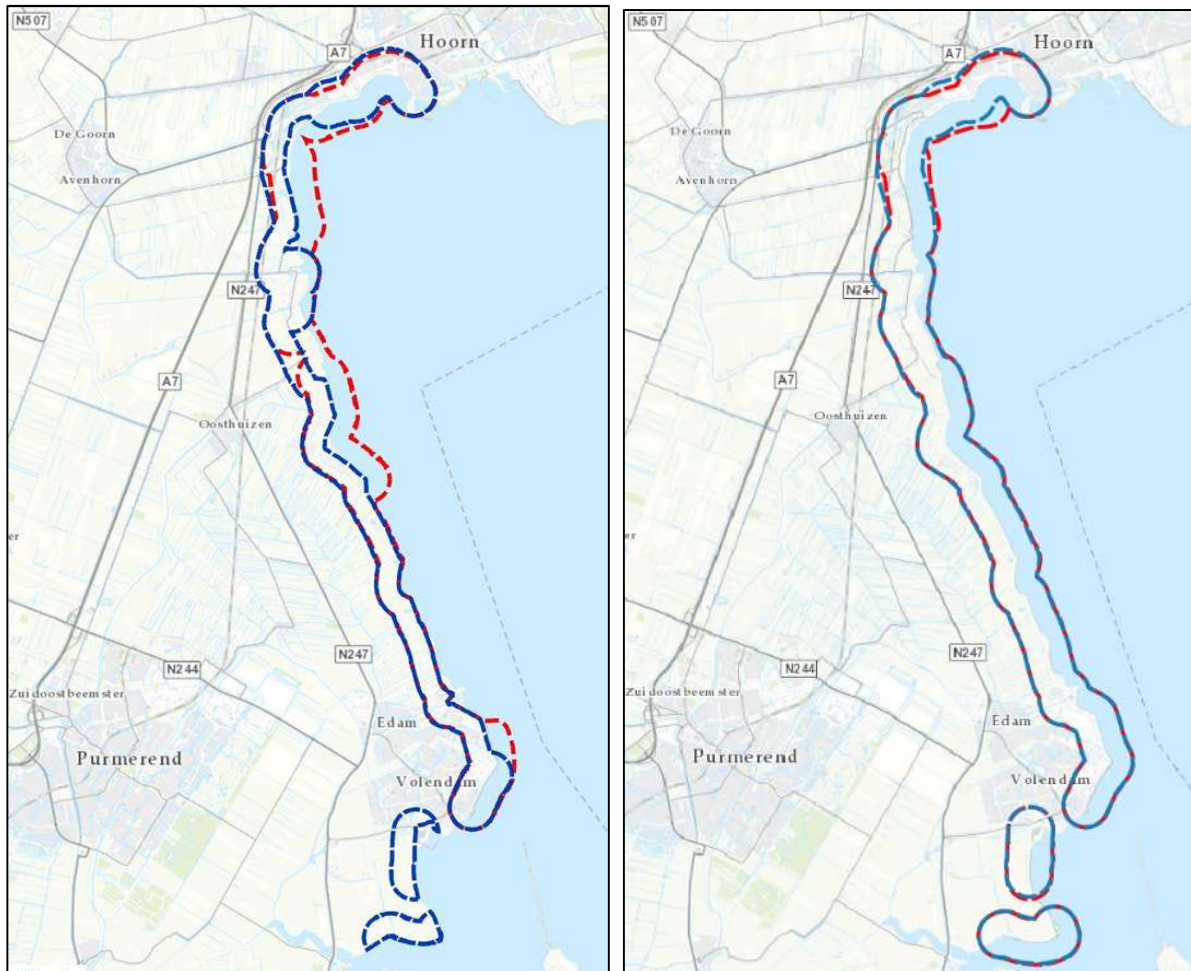 N507
A7
Hoorn
De Goorn
Avenhorn
N247
A7
Oosthuizen
N244
N247
Zuidoostbeemster
Edam
Purmerend
Volendam
N507
A7
Hoorn
De Goorn
Avenhorn
N247
A7
Oosthuizen
ter
N244
N247
Zuidoostbeemster
Edam
Purmerend
Volendam